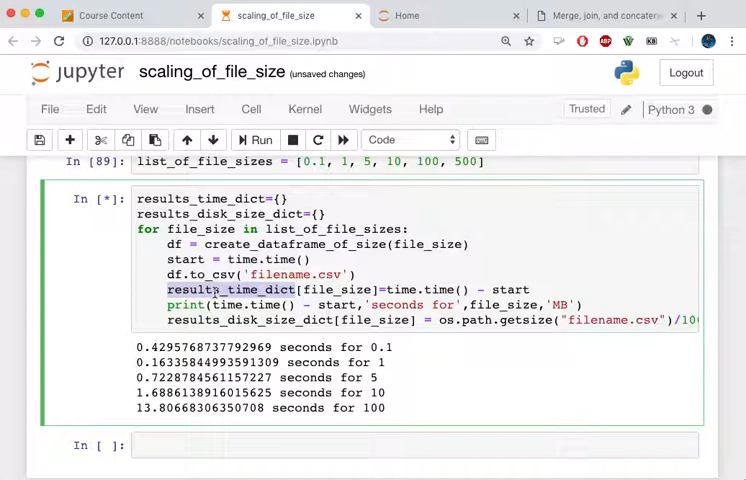 Course Content
scaling_of_file_size
Home
Merge, join, and concaten
127.0.0.1:8888/notebooks/scaling_of_file_size.ipynb
ABP
jupyter scaling_of_file_size (unsaved changes)
Logout
File Edit View Insert Cell Kernel Widgets Help
Trusted
Python 3
Run
Code
In [89]: list_of_file_sizes = [0.1, 1, 5, 10, 100, 500]
In [*]: results_time_dict={}
results_disk_size_dict={}
for file_size in list_of_file_sizes:
df = create_dataframe_of_size(file_size)
start = time.time()
df.to_csv('filename.csv')
results_time_dict[file_size]=time.time() - start
print(time.time() - start,'seconds for',file_size,'MB')
results_disk_size_dict[file_size] = os.path.getsize("filename.csv")/100
0.4295768737792969 seconds for 0.1
0.16335844993591309 seconds for 1
0.7228784561157227 seconds for 5
1.6886138916015625 seconds for 10
13.80668306350708 seconds for 100
In [ ]: